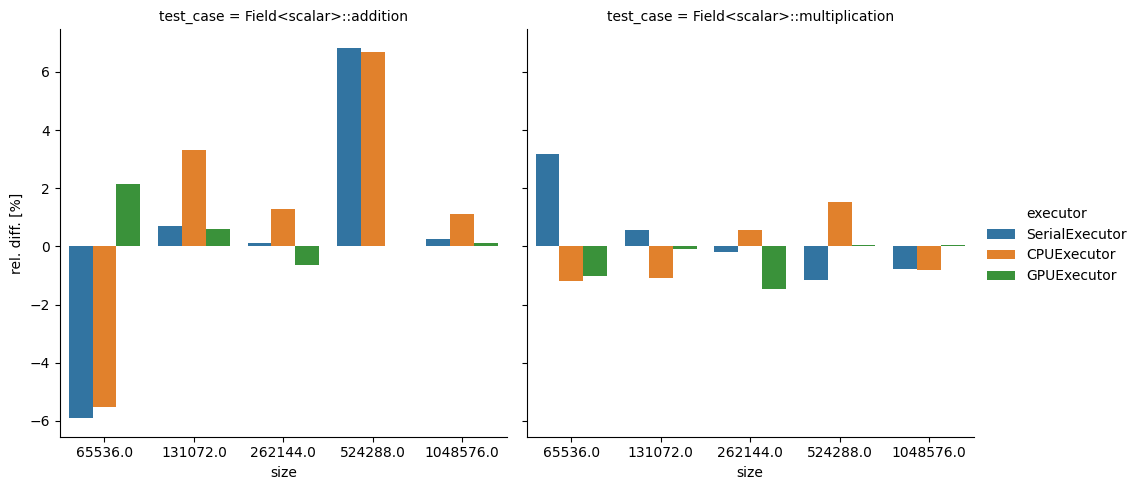 test_case = Field<scalar>::addition
test_case = Field<scalar>::multiplication
rel. diff. [%]
6
4
2
0
−2
−4
−6
65536.0 131072.0 262144.0 524288.0 1048576.0
size
65536.0 131072.0 262144.0 524288.0 1048576.0
size
executor
SerialExecutor
CPUExecutor
GPUExecutor